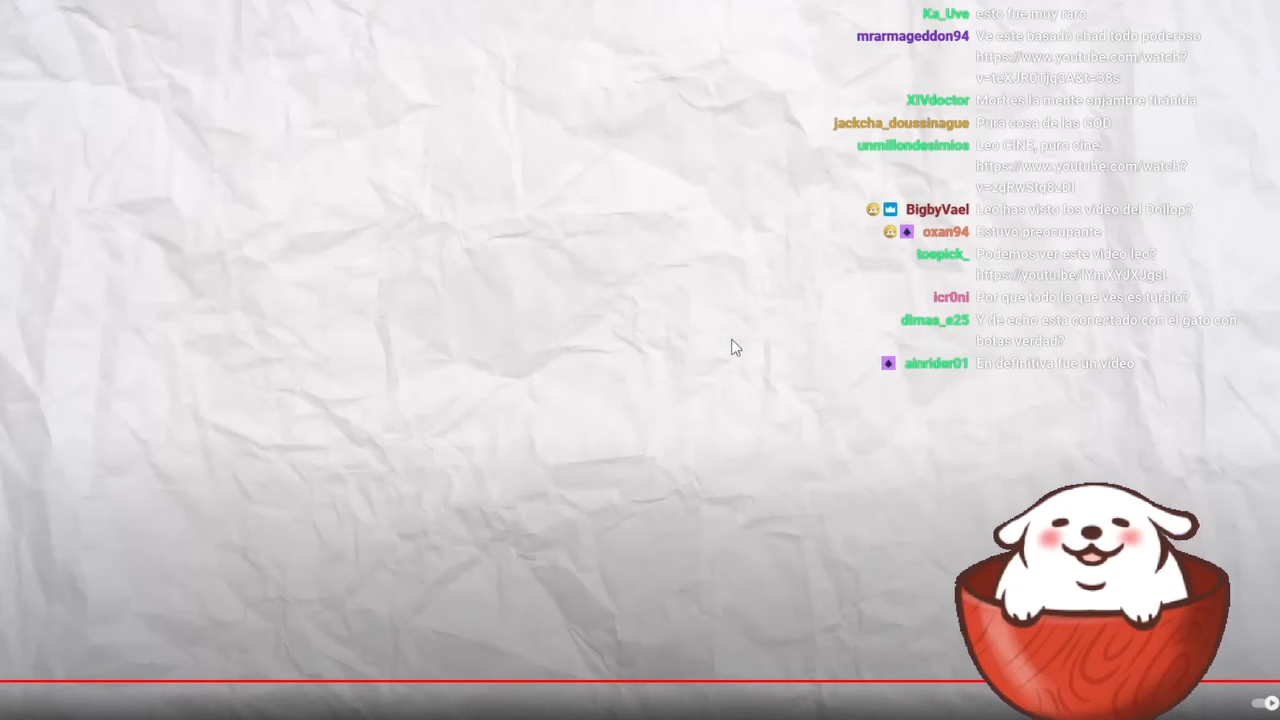 Ka_Uve esto fue muy raro
mrarmageddon94 Ve este basado chad todo poderoso
https://www.youtube.com/watch?
v=teXJR0Tjg3A&t=38s
XIVdoctor Mort es la mente enjambre tiránida
jackcha_doussinague Pura cosa de las GOD
unmillondesimios Leo CINE, puro cine:
https://www.youtube.com/watch?
BigbyVael Leo has visto los vídeo del Dollop?
oxan94 Estuvo preocupante
toepick_ Podemos ver este video leo?
icr0ni Por que todo lo que ves es turbio?
dimas_e25 Y de echo esta conectado con el gato con
botas verdad?
ainrider01 En definitiva fue un video